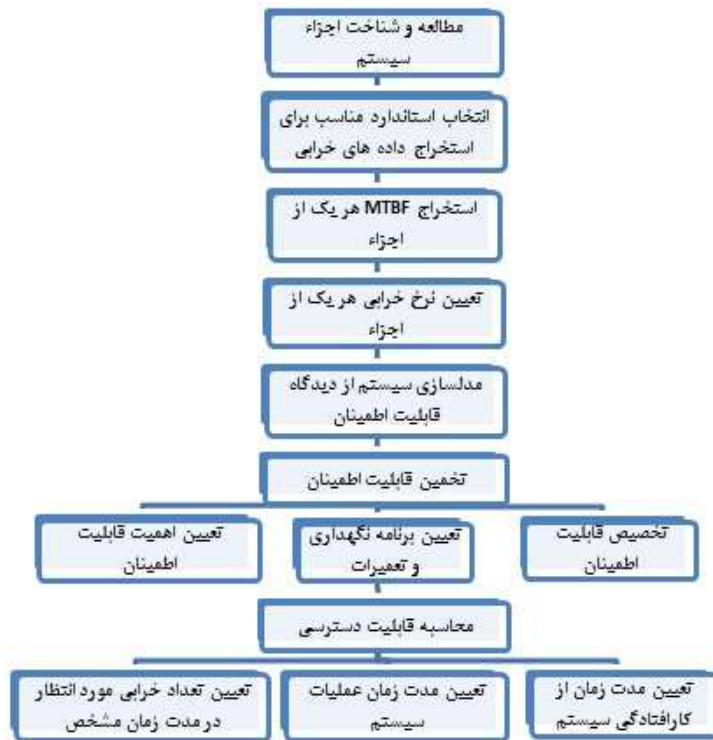 مطالعه و شناخت اجزاء
سیستم
انتخاب استاندارد مناسب برای
استخراج داده های خرابی
استخراج MTBF هر یک از
اجزاء
تعیین نرخ خرابی هر یک از
اجزاء
مدلسازی سیستم از دیدگاه
قابلیت اطمینان
تخمین قابلیت اطمینان
تخصیص قابلیت
اطمینان
تعیین برنامه نگهداری
و تعمیرات
تعیین اهمیت قابلیت
اطمینان
محاسبه قابلیت دسترسی
تعیین مدت زمان از
کارافتادگی سیستم
تعیین مدت زمان عملیات
سیستم
تعیین تعداد خرابی مورد انتظار
در مدت زمان مشخص